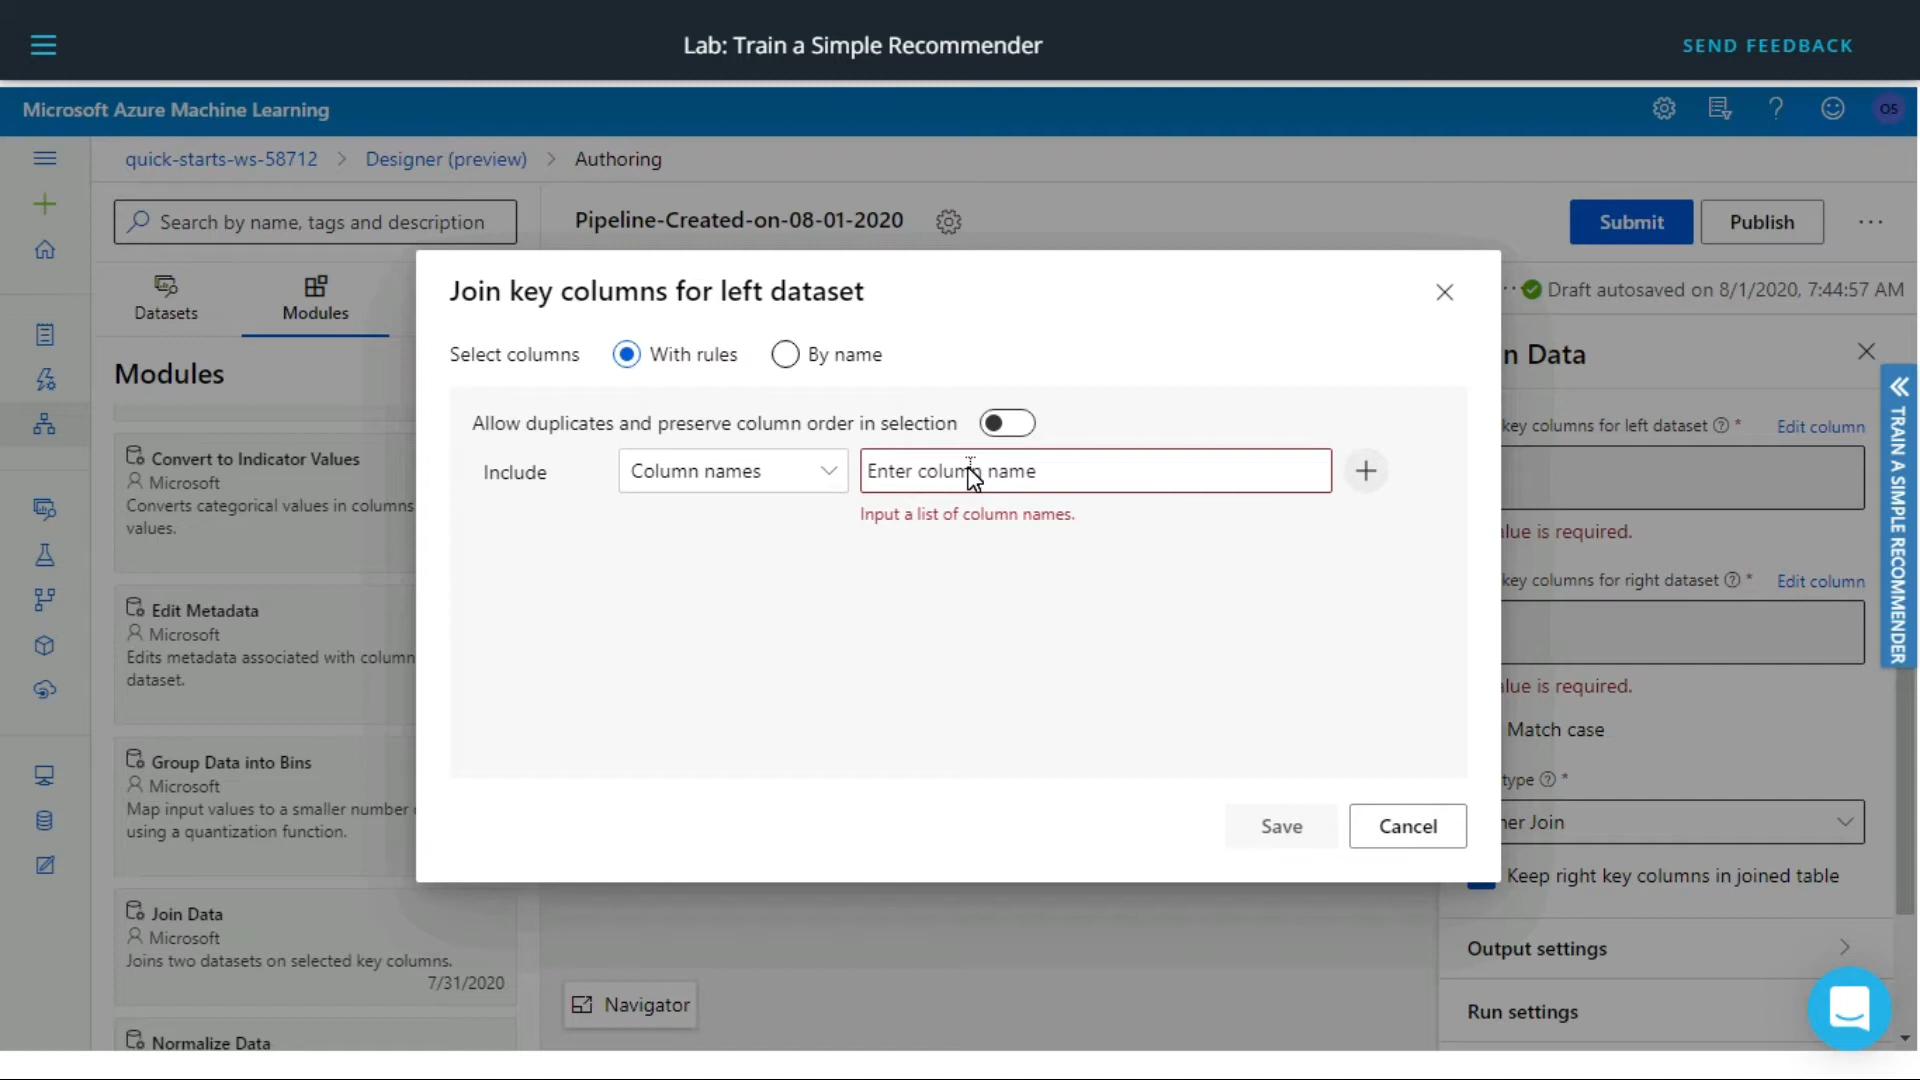 Lab: Train a Simple Recommender
SEND FEEDBACK
Microsoft Azure Machine Learning
OS
quick-starts-ws-58712 > Designer (preview) > Authoring
Search by name, tags and description
Pipeline-Created-on-08-01-2020
Submit
Publish
Datasets
Modules
Draft autosaved on 8/1/2020, 7:44:57 AM
Modules
Convert to Indicator Values
Microsoft
Converts categorical values in columns
values.
Edit Metadata
Microsoft
Edits metadata associated with column
dataset.
Group Data into Bins
Microsoft
Map input values to a smaller number
using a quantization function.
Join Data
Microsoft
Joins two datasets on selected key columns.
7/31/2020
Normalize Data
Join key columns for left dataset
Select columns
With rules
By name
Allow duplicates and preserve column order in selection
Include
Column names
Enter column name
Input a list of column names.
Save
Cancel
Navigator
n Data
key columns for left dataset
*
Edit column
lue is required.
key columns for right dataset
*
Edit column
lue is required.
Match case
type
*
ner Join
Keep right key columns in joined table
Output settings
Run settings
TRAIN A SIMPLE RECOMMENDER